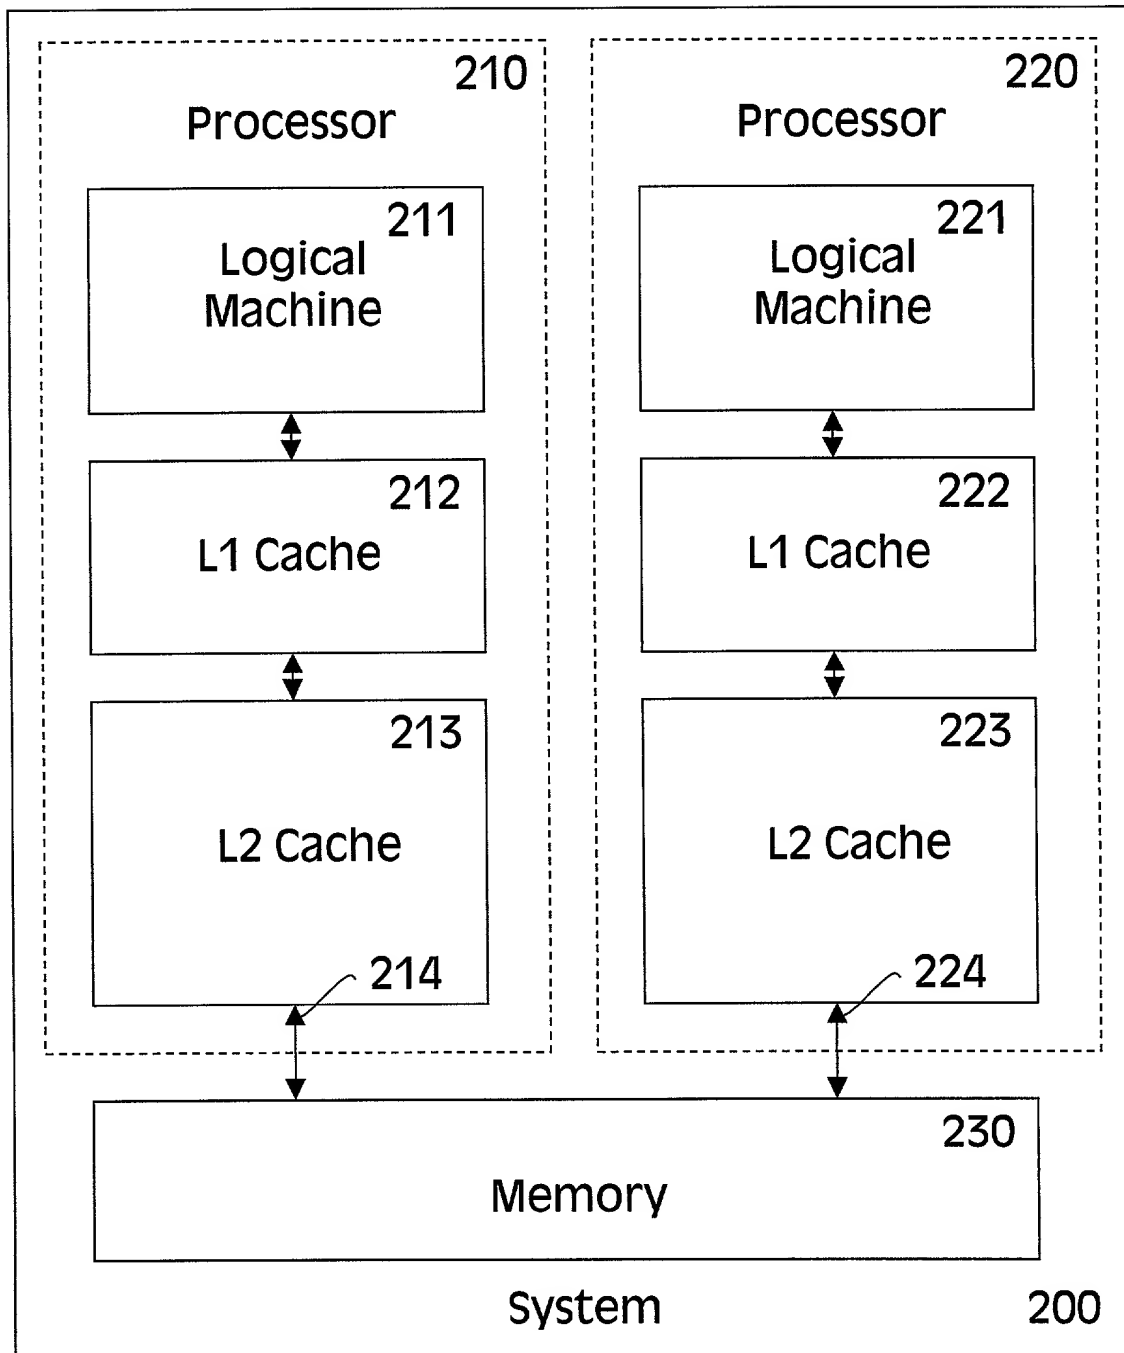 210
Processor
211
Logical
Machine
212
L1 Cache
213
L2 Cache
214
220
Processor
221
Logical
Machine
222
L1 Cache
223
L2 Cache
224
230
Memory
System
200